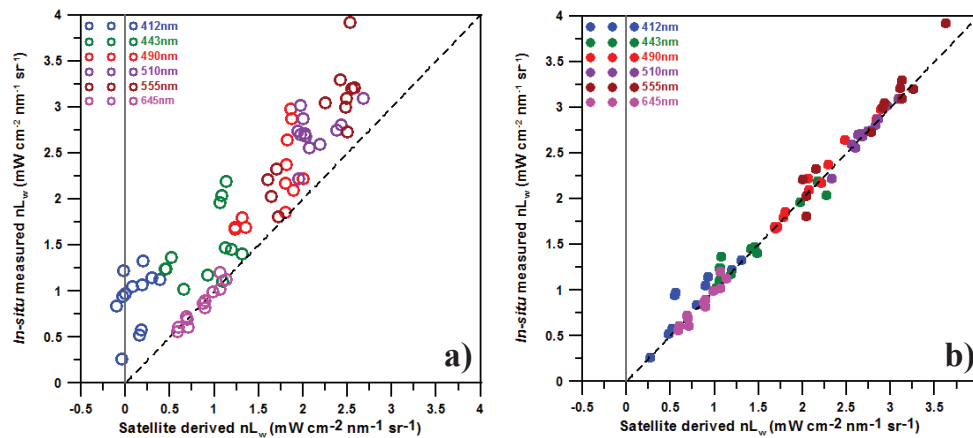 412nm
443nm
490nm
510nm
555nm
645nm
4
3.5
3
2.5
2
1.5
1
0.5
0
In-situ measured nLw (mW cm-2 nm-1 sr-1)
a)
-0.5 0 0.5 1 1.5 2 2.5 3 3.5 4
Satellite derived nLw (mW cm-2 nm-1 sr-1)
412nm
443nm
490nm
510nm
555nm
645nm
4
3.5
3
2.5
2
1.5
1
0.5
0
In-situ measured nLw (mW cm-2 nm-1 sr-1)
b)
-0.5 0 0.5 1 1.5 2 2.5 3 3.5
Satellite derived nLw (mW cm-2 nm-1 sr-1)